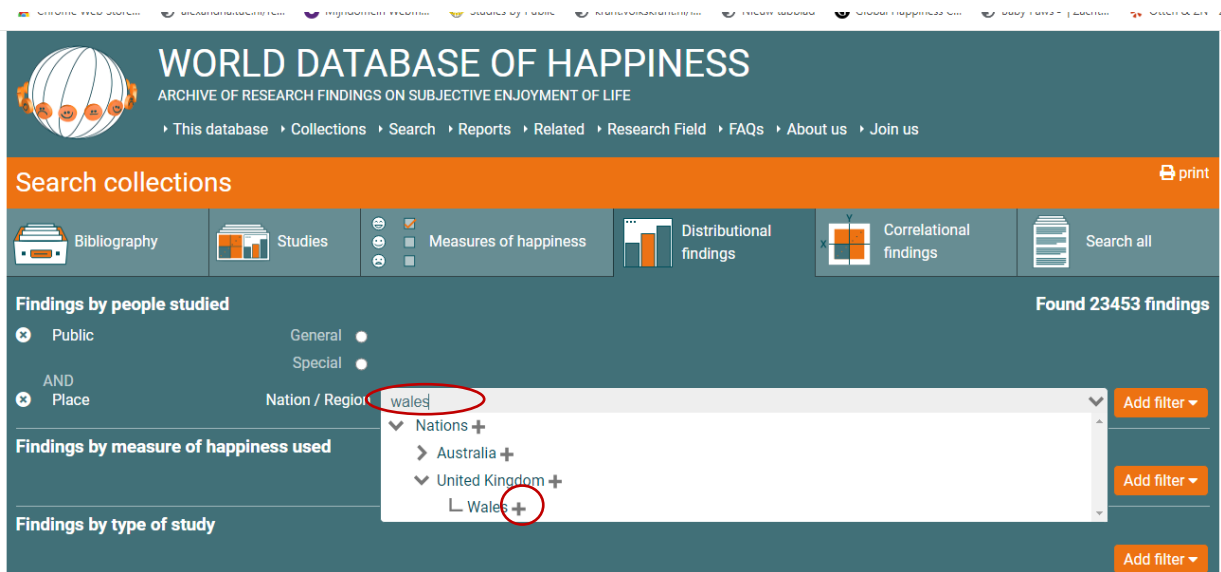 WORLD DATABASE OF HAPPINESS
ARCHIVE OF RESEARCH FINDINGS ON SUBJECTIVE ENJOYMENT OF LIFE
This database Collections Search Reports Related Research Field FAQs About us Join us
Search collections
print
Bibliography
Studies
Measures of happiness
Distributional findings
Correlational findings
Search all
Findings by people studied
Found 23453 findings
Public
General
Special
AND
Place
Nation / Region
wales
Add filter
Nations
Australia
United Kingdom
Wales
Findings by measure of happiness used
Add filter
Findings by type of study
Add filter